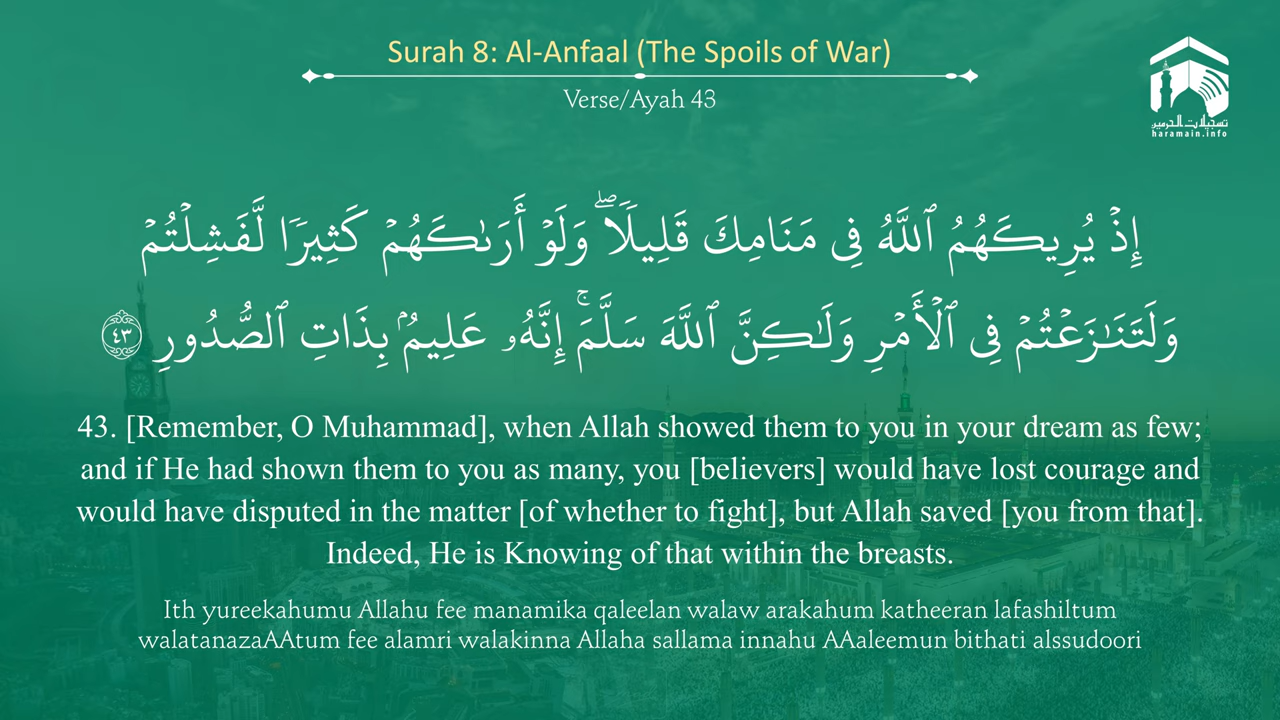 Surah 8: Al-Anfaal (The Spoils of War)
Verse/Ayah 43
تسجيلات الحرمين
haramain.info
إِذْ يُرِيكَهُمُ ٱللَّهُ فِى مَنَامِكَ قَلِيلًا ۖ وَلَوْ أَرَىٰكَهُمْ كَثِيرًا لَّفَشِلْتُمْ
وَلَتَنَـٰزَعْتُمْ فِى ٱلْأَمْرِ وَلَـٰكِنَّ ٱللَّهَ سَلَّمَ ۗ إِنَّهُۥ عَلِيمٌۢ بِذَاتِ ٱلصُّدُورِ ٤٣
43. [Remember, O Muhammad], when Allah showed them to you in your dream as few;
and if He had shown them to you as many, you [believers] would have lost courage and
would have disputed in the matter [of whether to fight], but Allah saved [you from that].
Indeed, He is Knowing of that within the breasts.
Ith yureekahumu Allahu fee manamika qaleelan walaw arakahum katheeran lafashiltum
walatanazaAAtum fee alamri walakinna Allaha sallama innahu AAaleemun bithati alssudoori